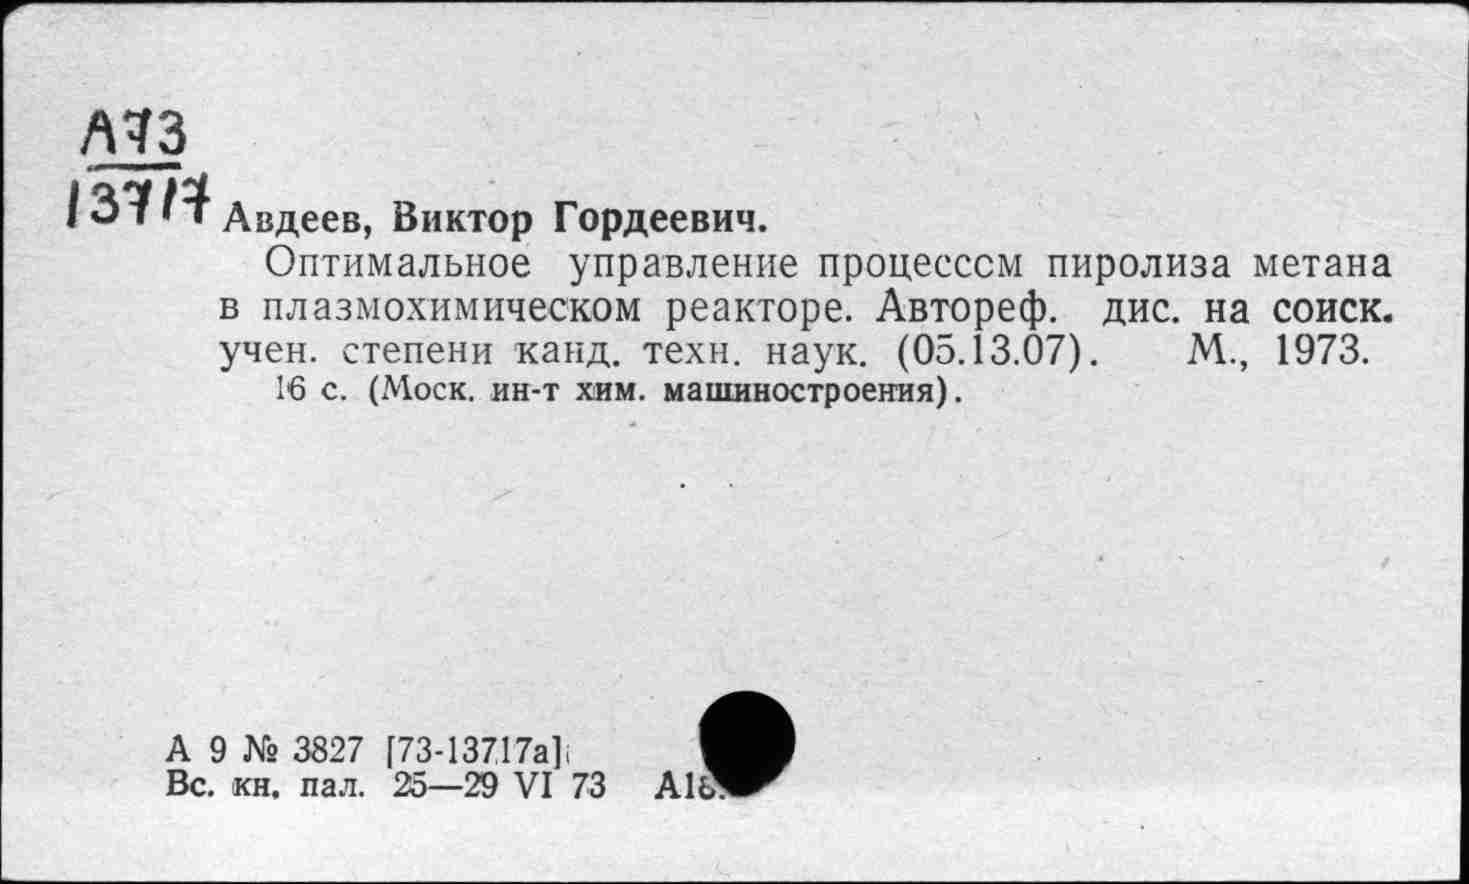 А73
13717
Авдеев, Виктор Гордеевич.
Оптимальное управление процессом пиролиза метана
в плазмохимическом реакторе. Автореф. дис. на соиск.
учен. степени канд. техн. наук. (05.13.07). М., 1973.
16 с. (Моск. ин-т хим. машиностроения).
А 9 № 3827 [73-13717а]
Вс. кн. пал. 25—29 VI 73